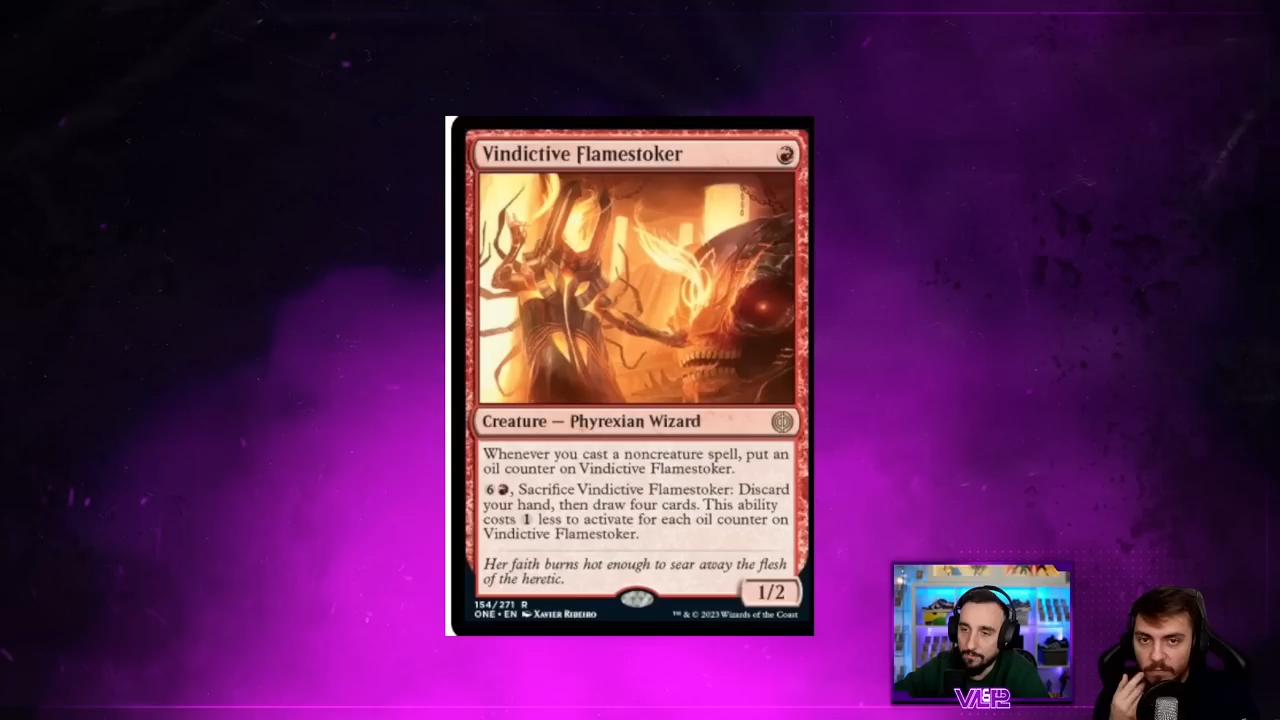 Vindictive Flamestoker
Creature — Phyrexian Wizard
Whenever you cast a noncreature spell, put an
oil counter on Vindictive Flamestoker.
6, Sacrifice Vindictive Flamestoker: Discard
your hand, then draw four cards. This ability
costs 1 less to activate for each oil counter on
Vindictive Flamestoker.
Her faith burns hot enough to sear away the flesh
of the heretic.
1/2
154/271 R
ONE • EN XAVIER RIBEIRO
™ & © 2023 Wizards of the Coast